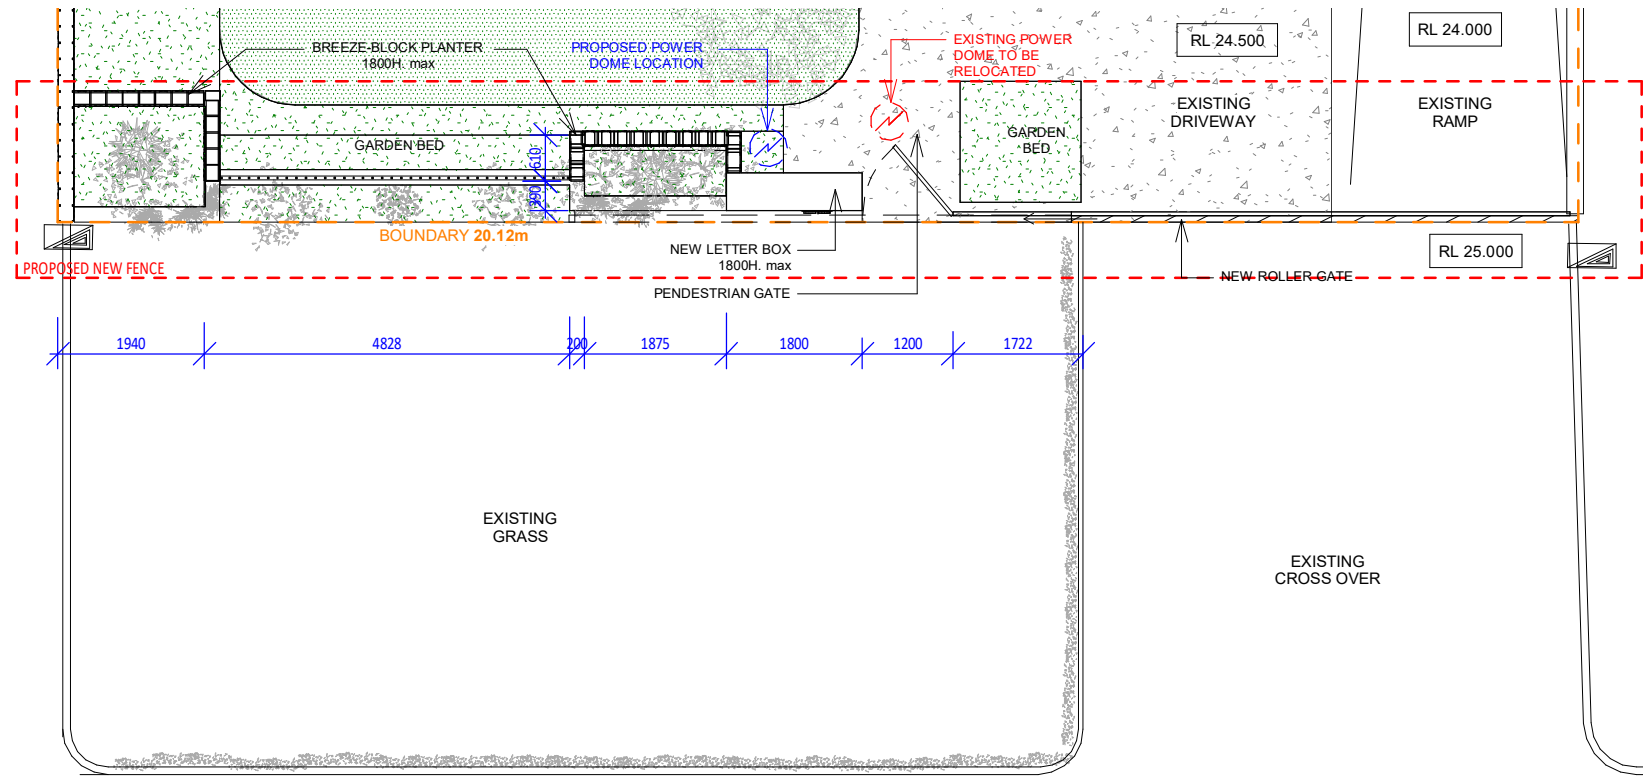 BREEZE-BLOCK PLANTER
1800H. max
PROPOSED POWER
DOME LOCATION
EXISTING POWER
DOME TO BE
RELOCATED
RL 24.500
RL 24.000
EXISTING
DRIVEWAY
EXISTING
RAMP
GARDEN BED
610
390
GARDEN
BED
BOUNDARY 20.12m
NEW LETTER BOX
1800H. max
RL 25.000
PROPOSED NEW FENCE
NEW ROLLER GATE
PENDESTRIAN GATE
1940
4828
200
1875
1800
1200
1722
EXISTING
GRASS
EXISTING
CROSS OVER